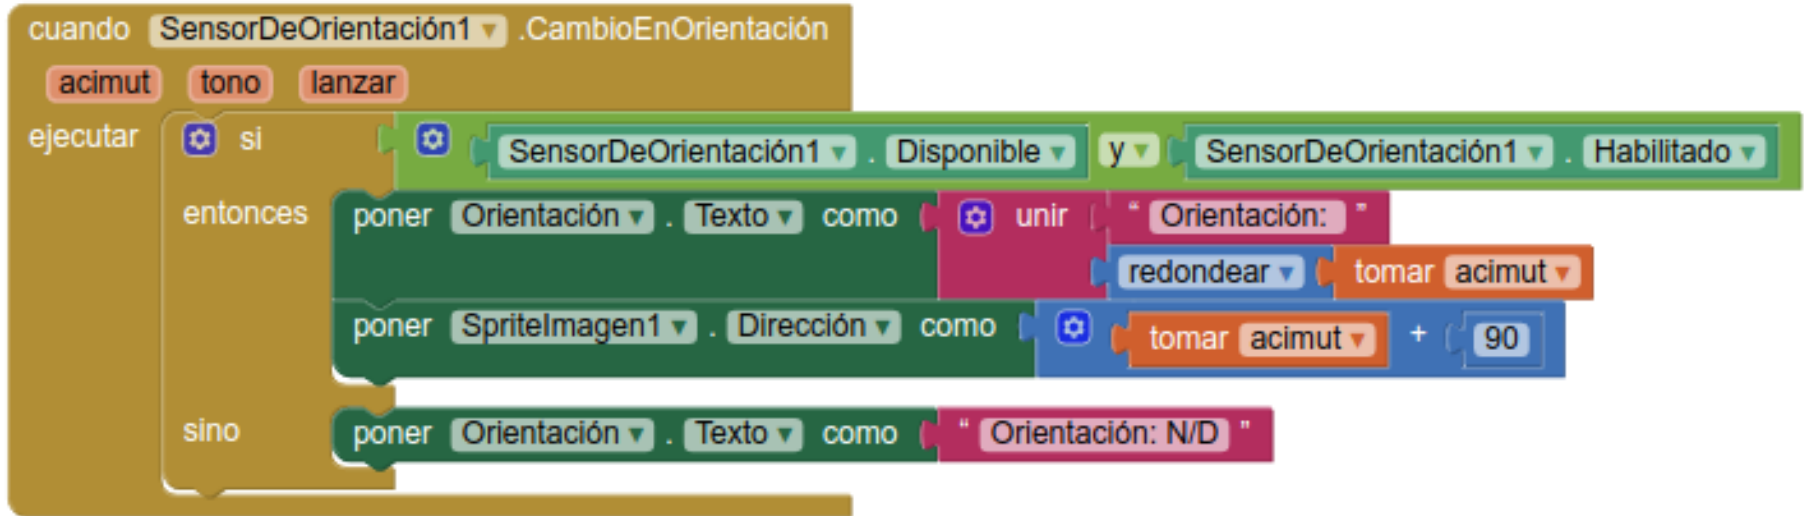 cuando SensorDeOrientación1 .CambioEnOrientación
acimut tono lanzar
ejecutar si SensorDeOrientación1 . Disponible y SensorDeOrientación1 . Habilitado
entonces poner Orientación . Texto como unir “ Orientación: ”
redondear tomar acimut
poner SpriteImagen1 . Dirección como tomar acimut + 90
sino poner Orientación . Texto como “ Orientación: N/D ”